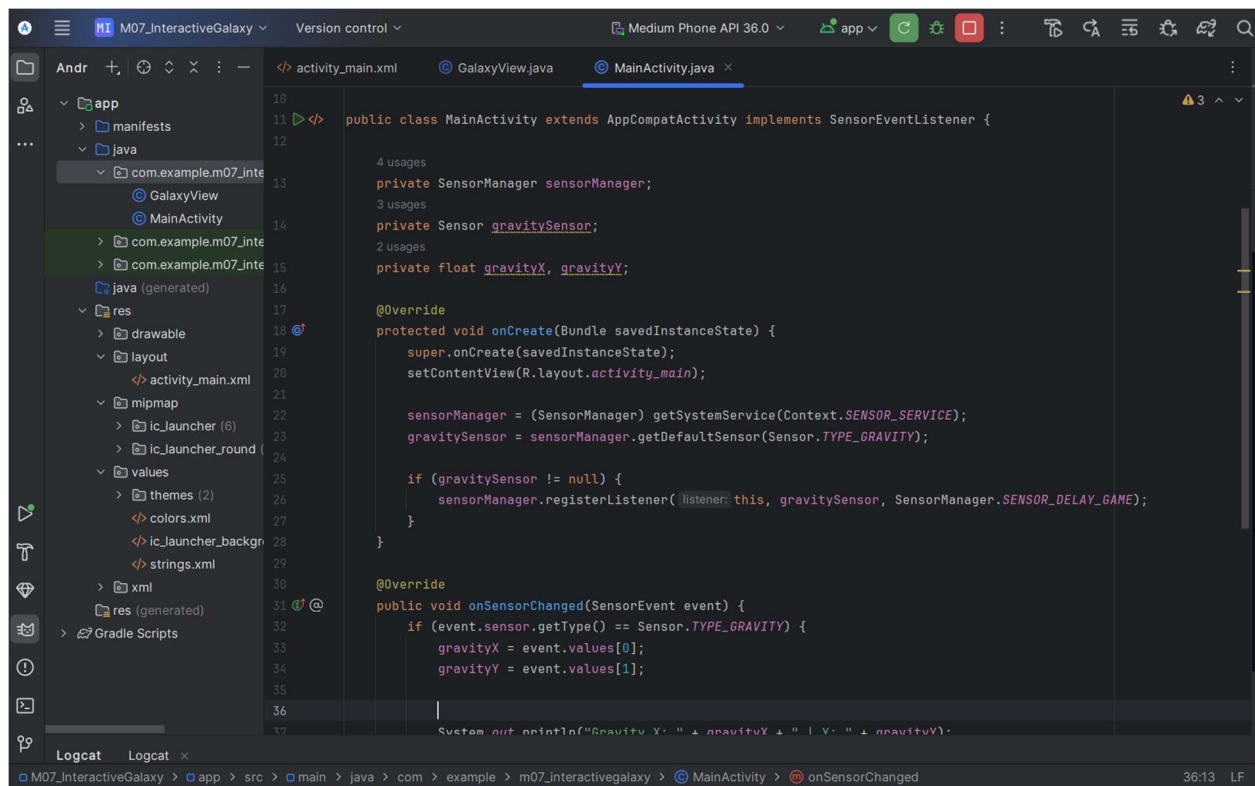 MI M07_InteractiveGalaxy Version control Medium Phone API 36.0 app
Andr
activity_main.xml GalaxyView.java MainActivity.java
app
manifests
java
com.example.m07_inte
GalaxyView
MainActivity
com.example.m07_inte
com.example.m07_inte
java (generated)
res
drawable
layout
activity_main.xml
mipmap
ic_launcher (6)
ic_launcher_round (
values
themes (2)
colors.xml
ic_launcher_backgr
strings.xml
xml
res (generated)
Gradle Scripts
3
10
11 public class MainActivity extends AppCompatActivity implements SensorEventListener {
12
4 usages
13 private SensorManager sensorManager;
3 usages
14 private Sensor gravitySensor;
2 usages
15 private float gravityX, gravityY;
16
17 @Override
18 protected void onCreate(Bundle savedInstanceState) {
19 super.onCreate(savedInstanceState);
20 setContentView(R.layout.activity_main);
21
22 sensorManager = (SensorManager) getSystemService(Context.SENSOR_SERVICE);
23 gravitySensor = sensorManager.getDefaultSensor(Sensor.TYPE_GRAVITY);
24
25 if (gravitySensor != null) {
26 sensorManager.registerListener( listener: this, gravitySensor, SensorManager.SENSOR_DELAY_GAME);
27 }
28 }
29
30 @Override
31 @ public void onSensorChanged(SensorEvent event) {
32 if (event.sensor.getType() == Sensor.TYPE_GRAVITY) {
33 gravityX = event.values[0];
34 gravityY = event.values[1];
35
36
37 System.out.println("Gravity X: " + gravityX + " | Y: " + gravityY);
Logcat Logcat
M07_InteractiveGalaxy > app > src > main > java > com > example > m07_interactivegalaxy > MainActivity > onSensorChanged 36:13 LF